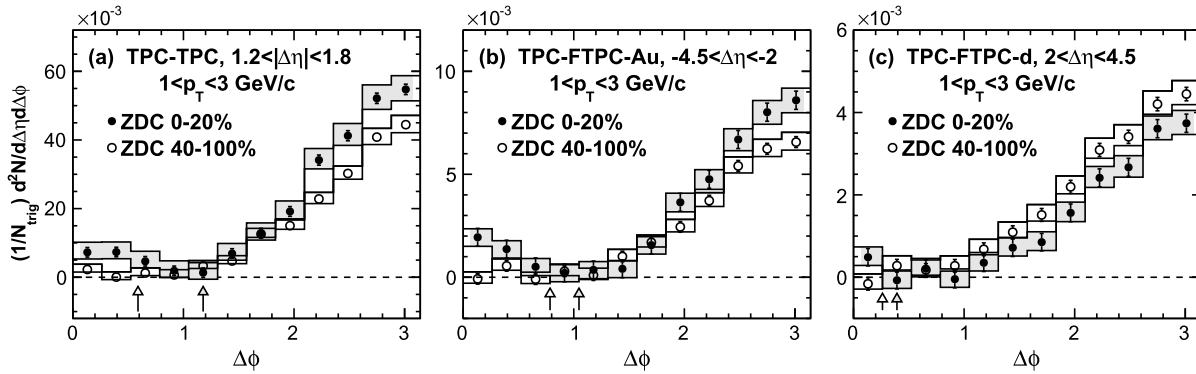 ×10⁻³
×10⁻³
×10⁻³
(a) TPC-TPC, 1.2<|Δη|<1.8
1<p_T<3 GeV/c
ZDC 0-20%
ZDC 40-100%
(b) TPC-FTPC-Au, -4.5<Δη<-2
1<p_T<3 GeV/c
ZDC 0-20%
ZDC 40-100%
(c) TPC-FTPC-d, 2<Δη<4.5
1<p_T<3 GeV/c
ZDC 0-20%
ZDC 40-100%
(1/N_trig) d²N/dΔηdΔϕ
60
40
20
0
10
5
0
6
4
2
0
0 1 2 3
0 1 2 3
0 1 2 3
Δϕ
Δϕ
Δϕ